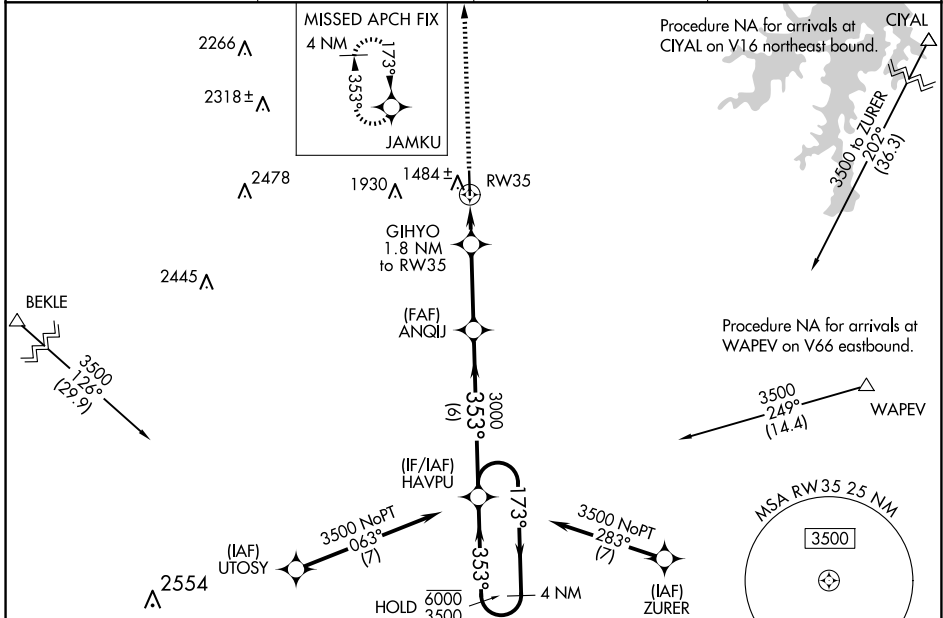 MISSED APCH FIX
4 NM
173°
353°
JAMKU
2266
2318 ±
2478
1930
1484 ±
RW35
Procedure NA for arrivals at
CIYAL on V16 northeast bound.
CIYAL
3500 to ZURER
202°
(36.3)
GIHYO
1.8 NM
to RW35
2445
BEKLE
3500
126°
(29.9)
(FAF)
ANQIJ
Procedure NA for arrivals at
WAPEV on V66 eastbound.
3500
249°
(14.4)
WAPEV
3000
353°
(6)
(IF/IAF)
HAVPU
173°
353°
3500 NoPT
063°
(7)
(IAF)
UTOSY
3500 NoPT
283°
(7)
(IAF)
ZURER
2554
HOLD
6000
3500
4 NM
MSA RW35 25 NM
3500